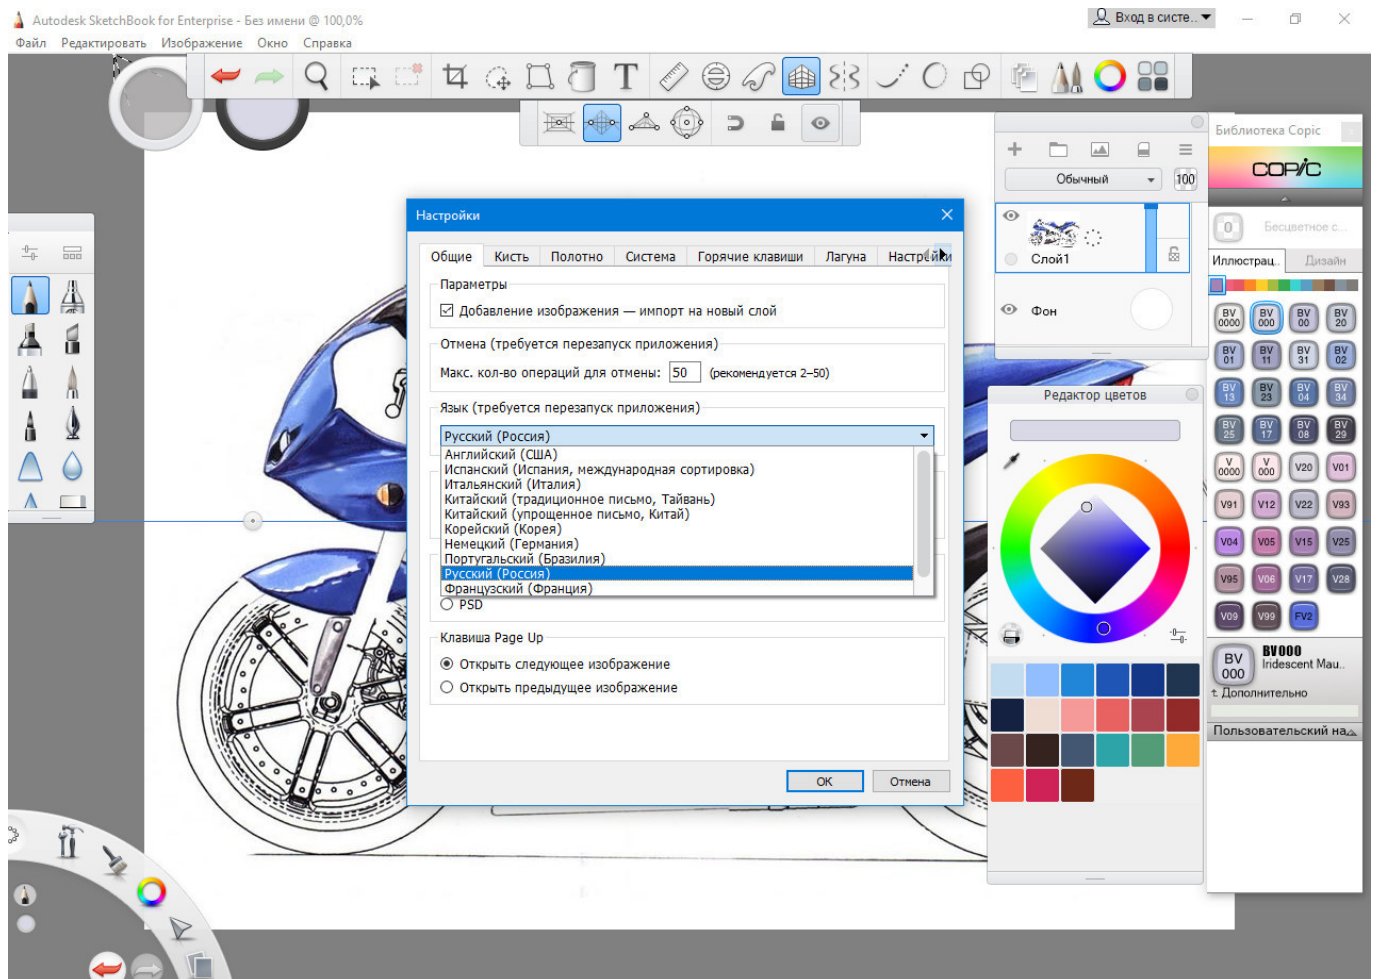 Autodesk SketchBook for Enterprise - Без имени @ 100,0%
Вход в систе..
Файл Редактировать Изображение Окно Справка
T
Библиотека Copic
COPiC
Обычный 100
0 Бесцветное с...
Слой1
Иллюстрац.. Дизайн
Фон
Настройки
Общие Кисть Полотно Система Горячие клавиши Лагуна Настройки
Параметры
Добавление изображения — импорт на новый слой
Отмена (требуется перезапуск приложения)
Макс. кол-во операций для отмены: 50 (рекомендуется 2–50)
Язык (требуется перезапуск приложения)
Русский (Россия)
Английский (США)
Испанский (Испания, международная сортировка)
Итальянский (Италия)
Китайский (традиционное письмо, Тайвань)
Китайский (упрощенное письмо, Китай)
Корейский (Корея)
Немецкий (Германия)
Португальский (Бразилия)
Русский (Россия)
Французский (Франция)
PSD
Клавиша Page Up
Открыть следующее изображение
Открыть предыдущее изображение
OK Отмена
Редактор цветов
BV 0000 BV 000 BV 00 BV 20
BV 01 BV 11 BV 31 BV 02
BV 13 BV 23 BV 04 BV 34
BV 25 BV 17 BV 08 BV 29
V 0000 V 000 V20 V01
V91 V12 V22 V93
V04 V05 V15 V25
V95 V06 V17 V28
V09 V99 FV2
BV 000
BV000
Iridescent Mau..
Дополнительно
Пользовательский на..